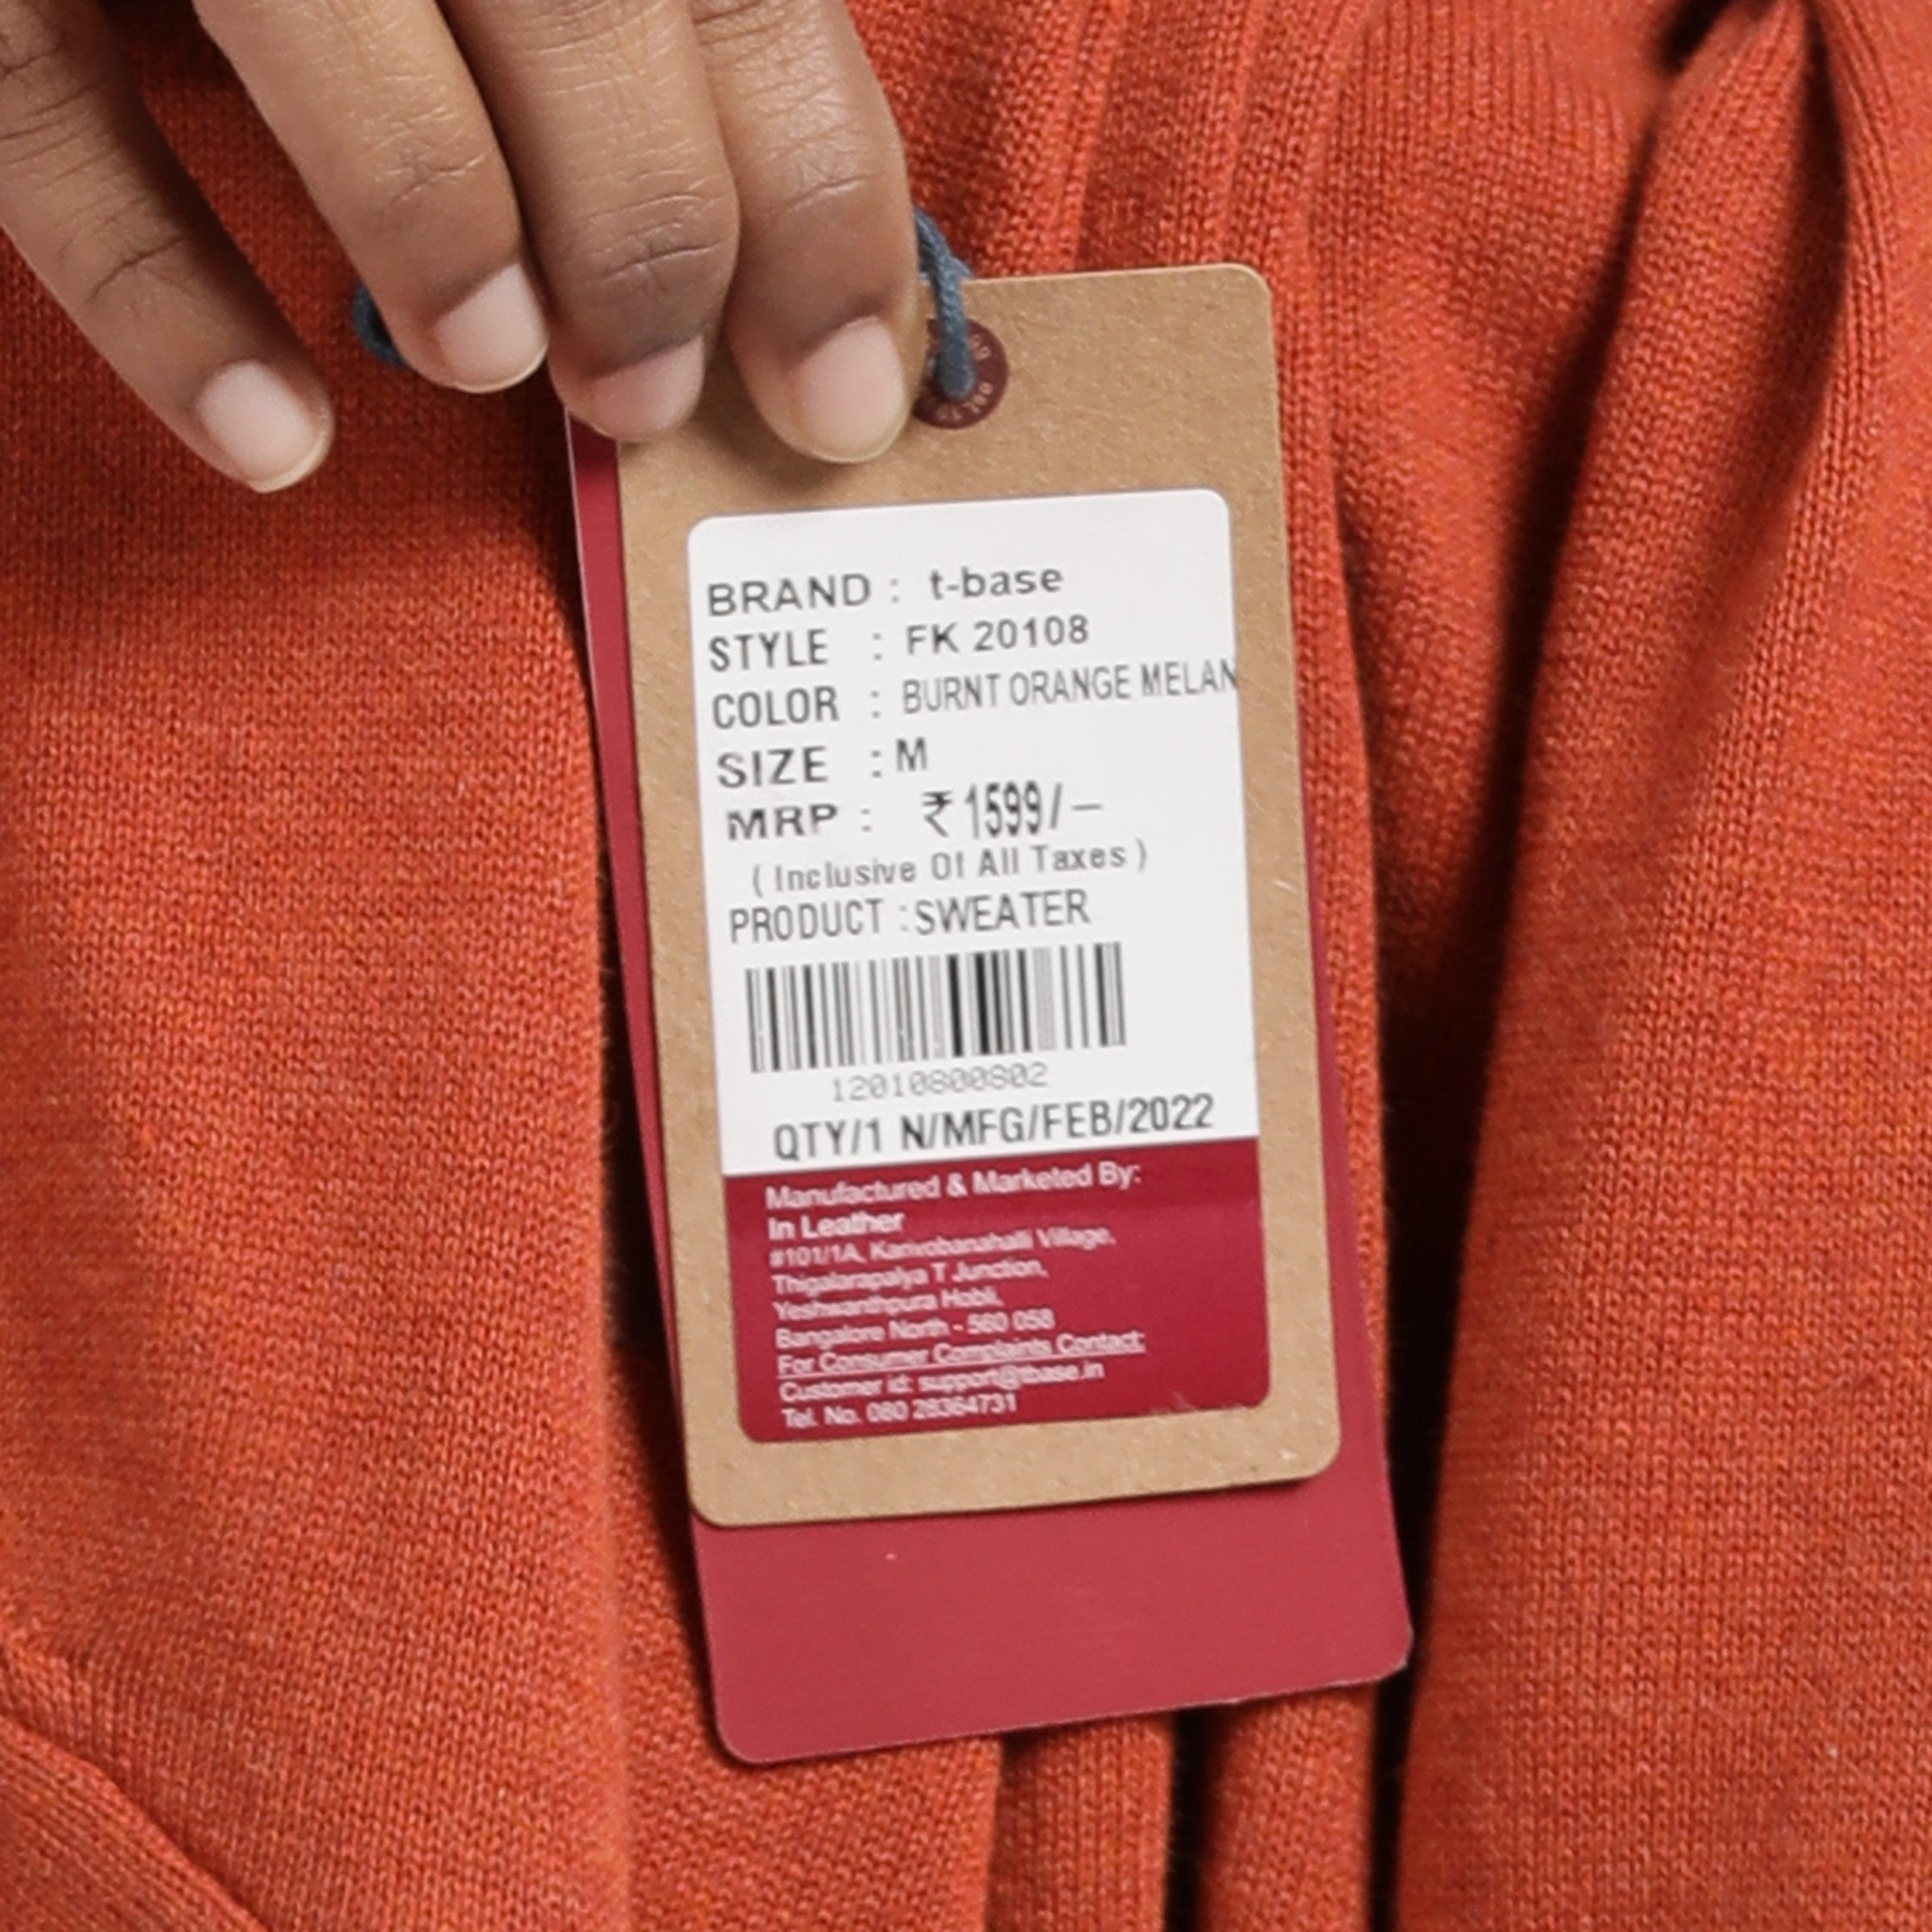 BRAND : t-base
STYLE : FK 20108
COLOR : BURNT ORANGE MELAN
SIZE : M
MRP : ₹ 1599/–
( Inclusive Of All Taxes )
PRODUCT : SWEATER
12010800802
QTY/1 N/MFG/FEB/2022
Manufactured & Marketed By:
In Leather
#101/1A, Village,
Thigalarapalya T Junction,
Yeshwanthpura Hobli,
Bangalore North - 560 058
For Consumer Complaints Contact:
Customer id: support@tbase.in
Tel. No. 080 28364731